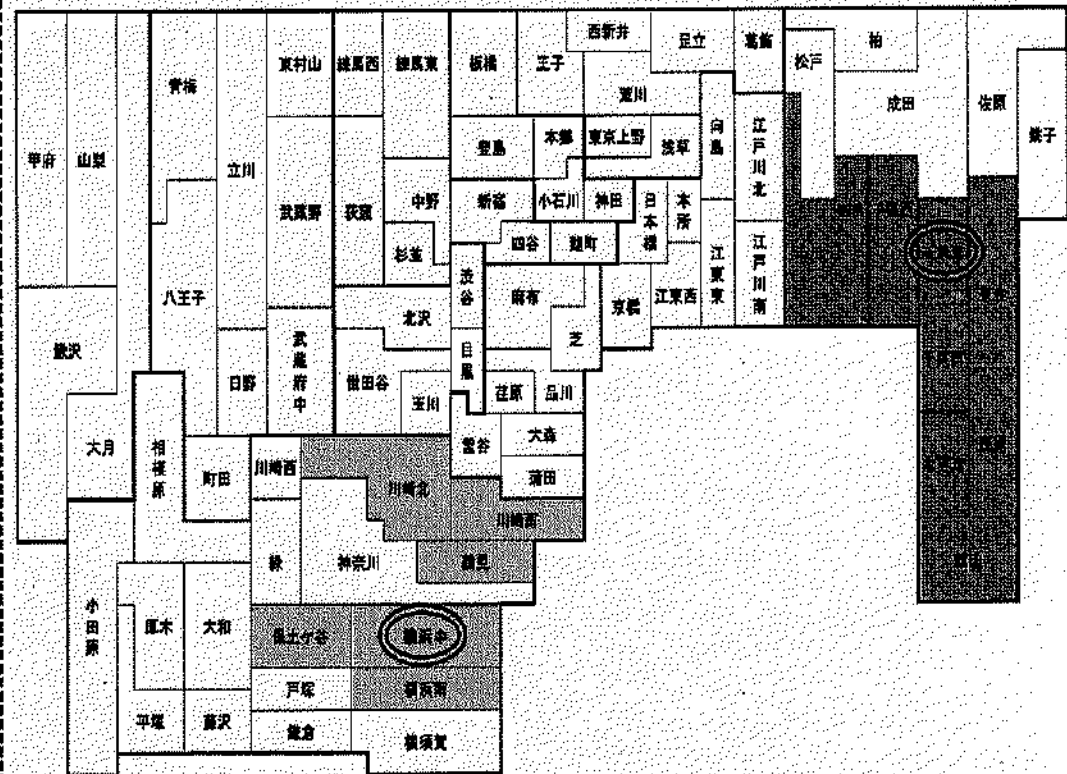 西新井
足立
葛飾
柏
青梅
東村山
練馬西
練馬東
板橋
王子
松戸
荒川
成田
佐原
銚子
甲府
山梨
立川
豊島
本郷
東京上野
浅草
向島
江戸川北
武蔵野
荻窪
中野
新宿
小石川
神田
日本橋
本所
四谷
麹町
杉並
渋谷
麻布
京橋
江東西
江東東
江戸川南
八王子
北沢
芝
鰍沢
日野
武蔵府中
世田谷
目黒
玉川
荏原
品川
大月
相模原
町田
川崎西
雪谷
大森
蒲田
川崎北
緑
神奈川
鶴見
小田原
厚木
大和
保土ケ谷
横浜中
戸塚
横浜南
平塚
藤沢
鎌倉
横須賀